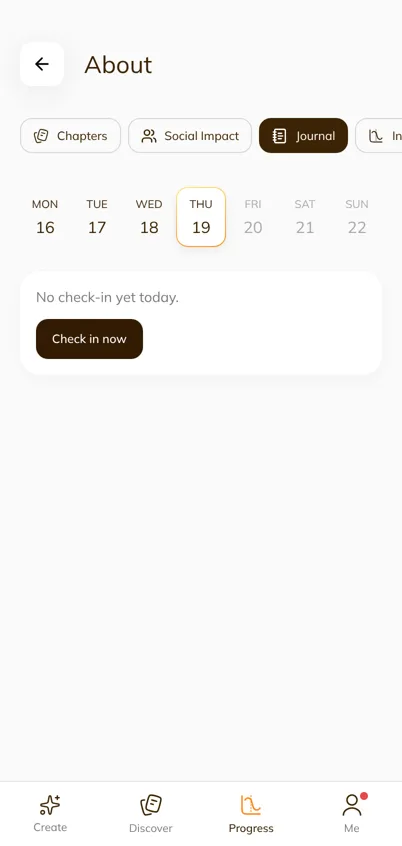 About
Chapters
Social Impact
Journal
In
MON TUE WED THU FRI SAT SUN
16 17 18 19 20 21 22
No check-in yet today.
Check in now
Create Discover Progress Me